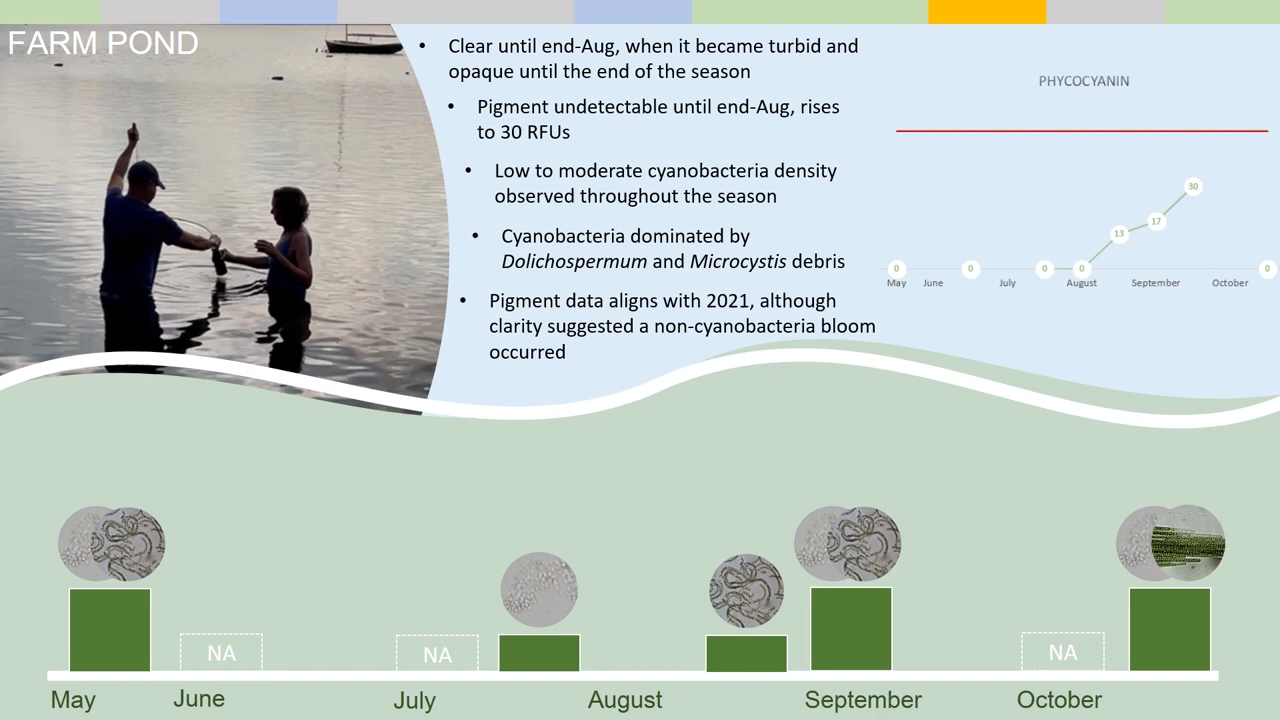 FARM POND
• Clear until end-Aug, when it became turbid and
opaque until the end of the season
• Pigment undetectable until end-Aug, rises
to 30 RFUs
• Low to moderate cyanobacteria density
observed throughout the season
• Cyanobacteria dominated by
Dolichospermum and Microcystis debris
• Pigment data aligns with 2021, although
clarity suggested a non-cyanobacteria bloom
occurred
PHYCOCYANIN
30
17
13
0 0 0 0 0
May June July August September October
NA NA NA
May June July August September October